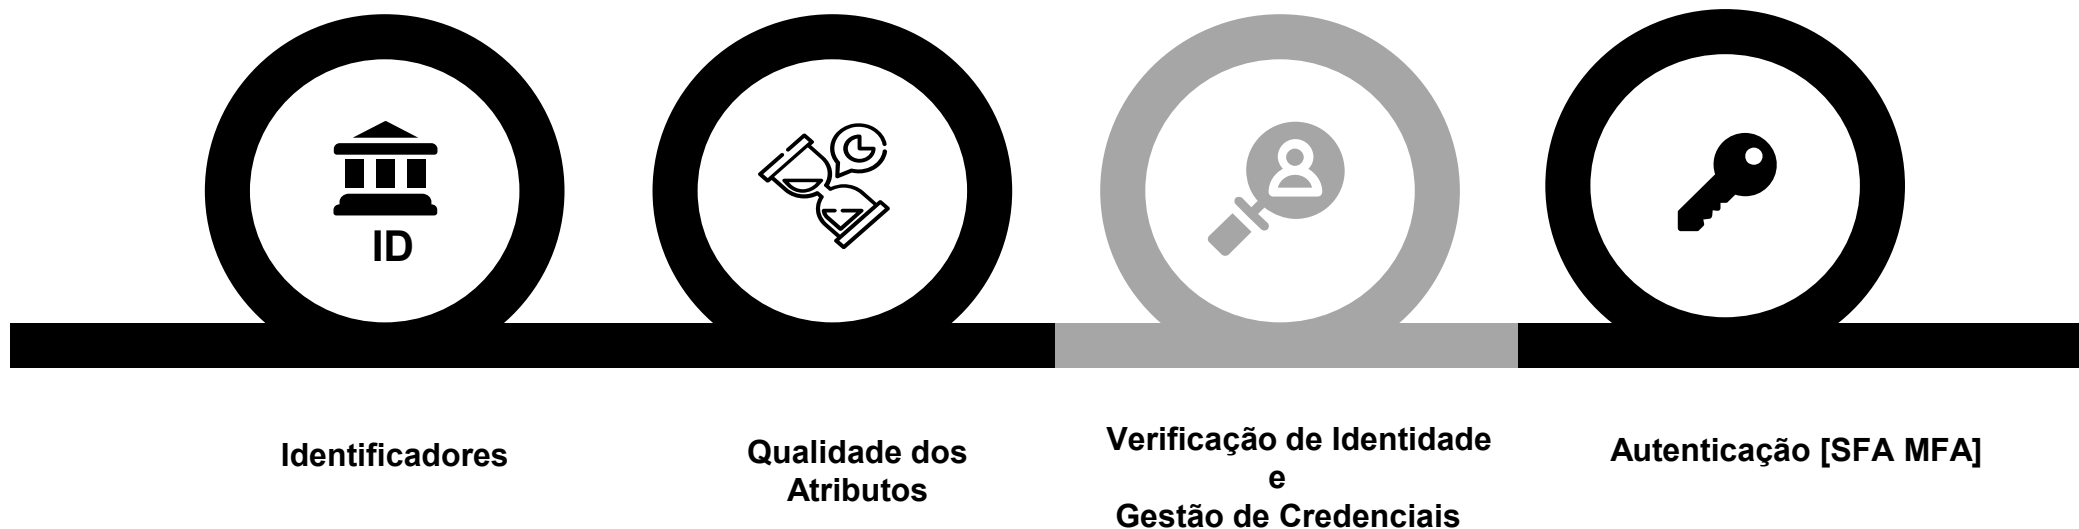 ID
Identificadores
Qualidade dos
Atributos
Verificação de Identidade
e
Gestão de Credenciais
Autenticação [SFA MFA]